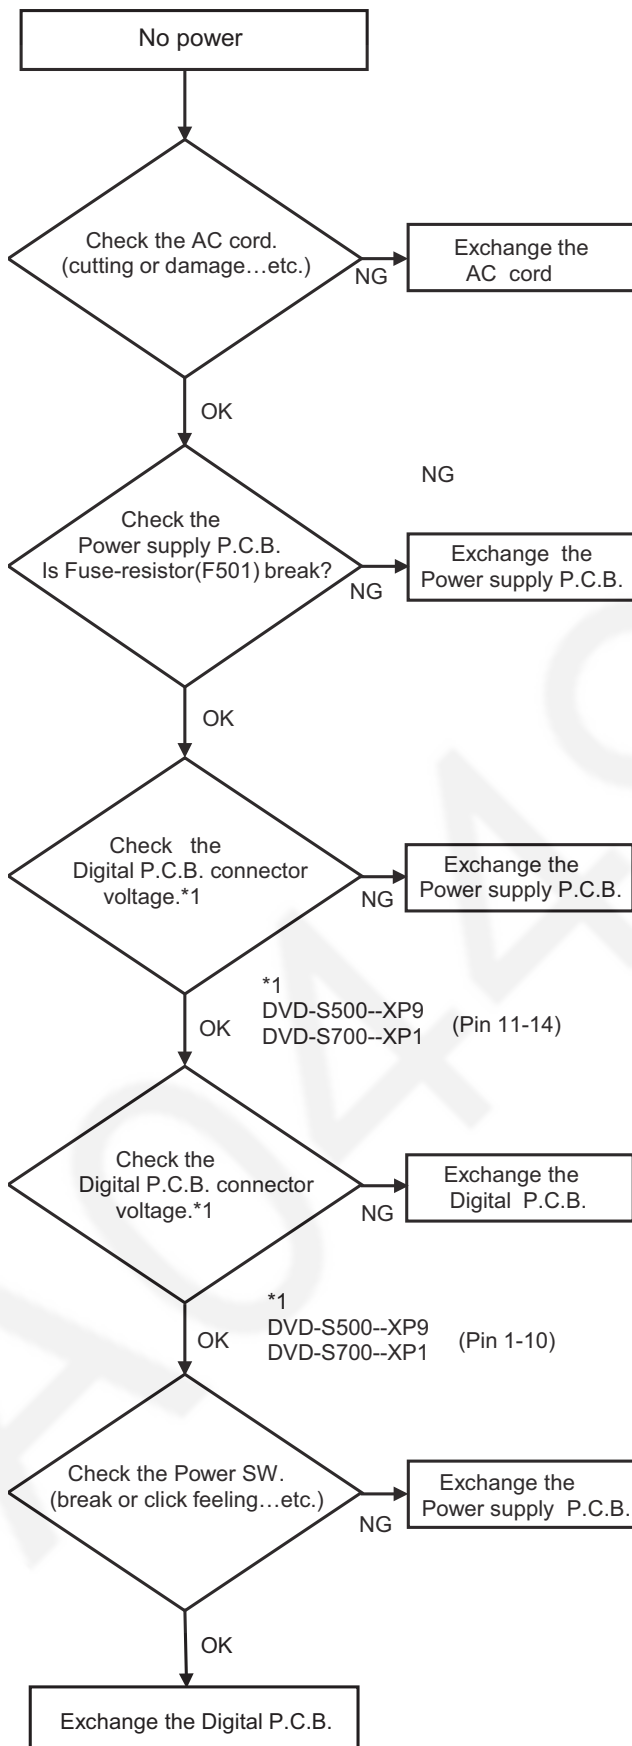 No power
Check the AC cord.
(cutting or damage…etc.)
NG
Exchange the
AC cord
OK
NG
Check the
Power supply P.C.B.
Is Fuse-resistor(F501) break?
NG
Exchange the
Power supply P.C.B.
OK
Check the
Digital P.C.B. connector
voltage.*1
NG
Exchange the
Power supply P.C.B.
OK
*1
DVD-S500--XP9
DVD-S700--XP1
(Pin 11-14)
Check the
Digital P.C.B. connector
voltage.*1
NG
Exchange the
Digital P.C.B.
OK
*1
DVD-S500--XP9
DVD-S700--XP1
(Pin 1-10)
Check the Power SW.
(break or click feeling…etc.)
NG
Exchange the
Power supply P.C.B.
OK
Exchange the Digital P.C.B.